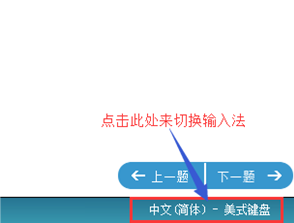 点击此处来切换输入法
← 上一题 下一题 →
中文(简体) - 美式键盘